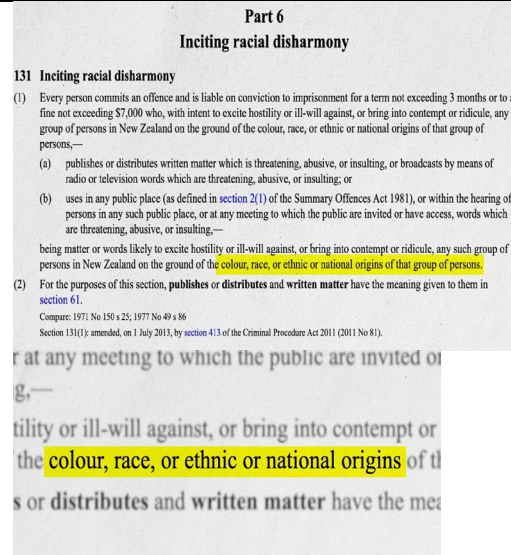 Part 6
Inciting racial disharmony
131 Inciting racial disharmony
(1) Every person commits an offence and is liable on conviction to imprisonment for a term not exceeding 3 months or to a
fine not exceeding $7,000 who, with intent to excite hostility or ill-will against, or bring into contempt or ridicule, any
group of persons in New Zealand on the ground of the colour, race, or ethnic or national origins of that group of
persons,—
(a) publishes or distributes written matter which is threatening, abusive, or insulting, or broadcasts by means of
radio or television words which are threatening, abusive, or insulting; or
(b) uses in any public place (as defined in section 2(1) of the Summary Offences Act 1981), or within the hearing of
persons in any such public place, or at any meeting to which the public are invited or have access, words which
are threatening, abusive, or insulting,—
being matter or words likely to excite hostility or ill-will against, or bring into contempt or ridicule, any such group of
persons in New Zealand on the ground of the colour, race, or ethnic or national origins of that group of persons.
(2) For the purposes of this section, publishes or distributes and written matter have the meaning given to them in
section 61.
Compare: 1971 No 150 s 25; 1977 No 49 s 86
Section 131(1): amended, on 1 July 2013, by section 413 of the Criminal Procedure Act 2011 (2011 No 81).
r at any meeting to which the public are invited or
g,—
tility or ill-will against, or bring into contempt or
the colour, race, or ethnic or national origins of th
s or distributes and written matter have the mea